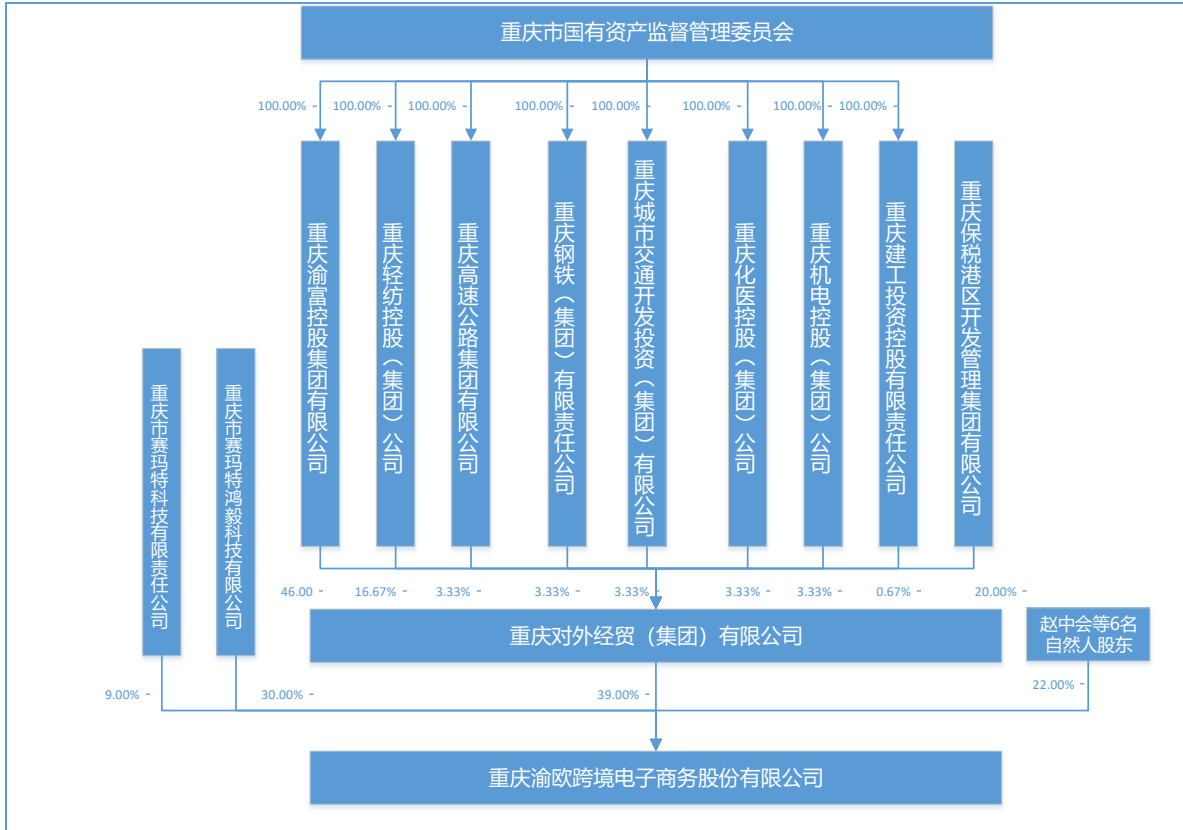 重庆市国有资产监督管理委员会
100.00% -
100.00% -
100.00% -
100.00% -
100.00% -
100.00% -
100.00% -
100.00% -
重庆渝富控股集团有限公司
重庆轻纺控股（集团）公司
重庆高速公路集团有限公司
重庆钢铁（集团）有限责任公司
重庆城市交通开发投资（集团）有限公司
重庆化医控股（集团）公司
重庆机电控股（集团）公司
重庆建工投资控股有限责任公司
重庆保税港区开发管理集团有限公司
重庆市赛玛特科技有限责任公司
重庆市赛玛特鸿毅科技有限公司
46.00 -
16.67% -
3.33% -
3.33% -
3.33% -
3.33% -
3.33% -
0.67% -
20.00% -
重庆对外经贸（集团）有限公司
赵中会等6名
自然人股东
9.00% -
30.00% -
39.00% -
22.00% -
重庆渝欧跨境电子商务股份有限公司